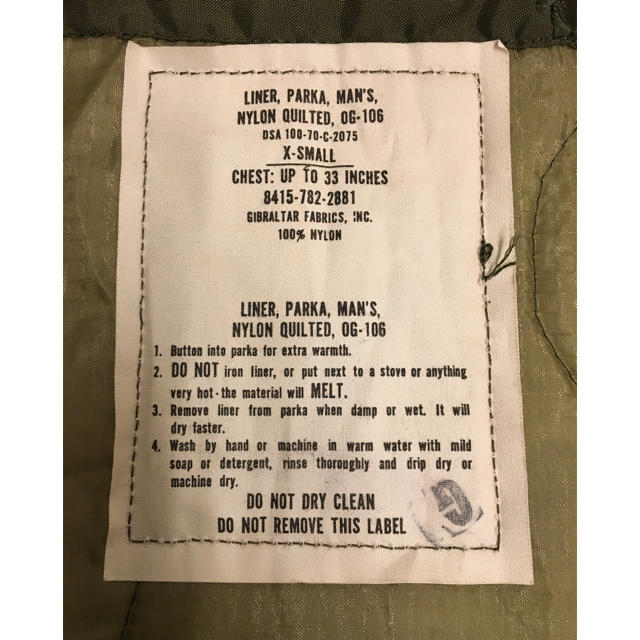 LINER, PARKA, MAN'S,
NYLON QUILTED, OG-106
DSA 100-70-C-2075
X-SMALL
CHEST: UP TO 33 INCHES
8415-782-2881
GIBRALTAR FABRICS, INC.
100% NYLON
LINER, PARKA, MAN'S,
NYLON QUILTED, OG-106
1. Button into parka for extra warmth.
2. DO NOT iron liner, or put next to a stove or anything
very hot-the material will MELT.
3. Remove liner from parka when damp or wet. It will
dry faster.
4. Wash by hand or machine in warm water with mild
soap or detergent, rinse thoroughly and drip dry or
machine dry.
DO NOT DRY CLEAN
DO NOT REMOVE THIS LABEL